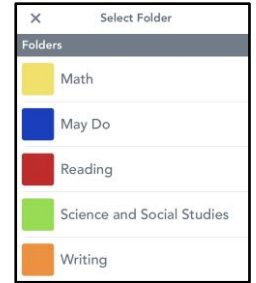 Select Folder
Folders
Math
May Do
Reading
Science and Social Studies
Writing